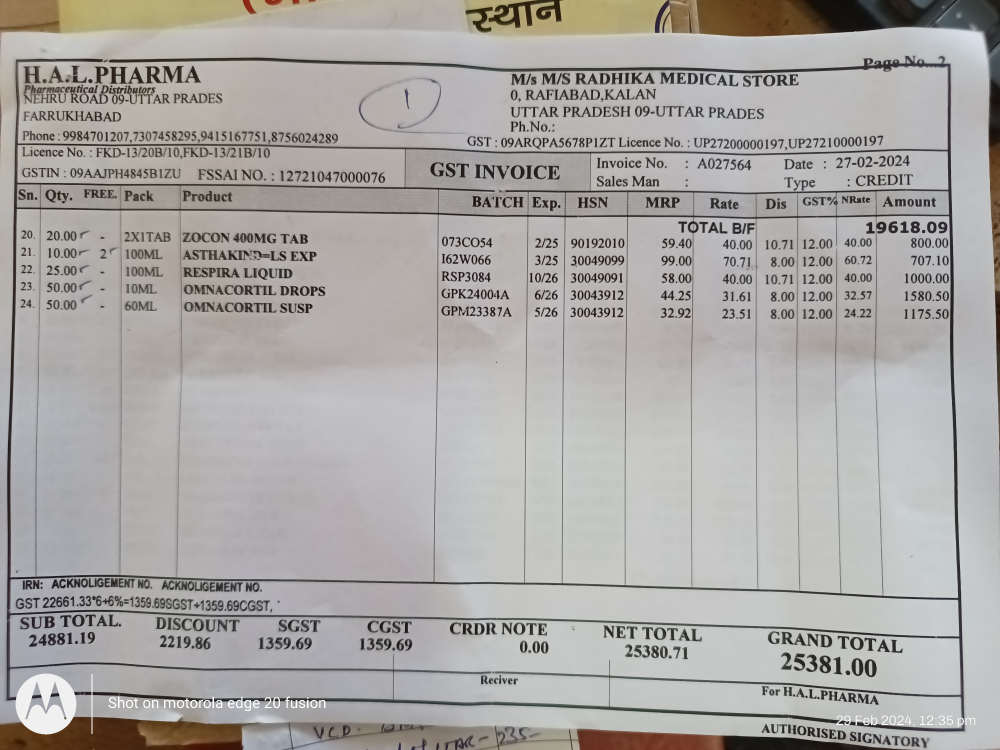 स्थान
Page No...2
H.A.L.PHARMA
Pharmaceutical Distributors
NEHRU ROAD 09-UTTAR PRADES
FARRUKHABAD
Phone : 9984701207,7307458295,9415167751,8756024289
1
M/s M/S RADHIKA MEDICAL STORE
0, RAFIABAD,KALAN
UTTAR PRADESH 09-UTTAR PRADES
Ph.No.:
GST : 09ARQPA5678P1ZT Licence No. : UP27200000197,UP27210000197
Licence No. : FKD-13/20B/10,FKD-13/21B/10
GSTIN : 09AAJPH4845B1ZU FSSAI NO. : 12721047000076
GST INVOICE
Invoice No. : A027564 Date : 27-02-2024
Sales Man : Type : CREDIT
Sn. Qty. FREE. Pack Product BATCH Exp. HSN MRP Rate Dis GST% NRate Amount
TOTAL B/F 19618.09
20. 20.00 - 2X1TAB ZOCON 400MG TAB 073CO54 2/25 90192010 59.40 40.00 10.71 12.00 40.00 800.00
21. 10.00 2 100ML ASTHAKIND=LS EXP I62W066 3/25 30049099 99.00 70.71 8.00 12.00 60.72 707.10
22. 25.00 - 100ML RESPIRA LIQUID RSP3084 10/26 30049091 58.00 40.00 10.71 12.00 40.00 1000.00
23. 50.00 - 10ML OMNACORTIL DROPS GPK24004A 6/26 30043912 44.25 31.61 8.00 12.00 32.57 1580.50
24. 50.00 - 60ML OMNACORTIL SUSP GPM23387A 5/26 30043912 32.92 23.51 8.00 12.00 24.22 1175.50
IRN: ACKNOLIGEMENT NO. ACKNOLIGEMENT NO.
GST 22661.33*6+6%=1359.69SGST+1359.69CGST,
SUB TOTAL. DISCOUNT SGST CGST CRDR NOTE NET TOTAL GRAND TOTAL
24881.19 2219.86 1359.69 1359.69 0.00 25380.71 25381.00
Reciver
For H.A.L.PHARMA
AUTHORISED SIGNATORY
Shot on motorola edge 20 fusion
29 Feb 2024, 12:35 pm
VCD.
235-